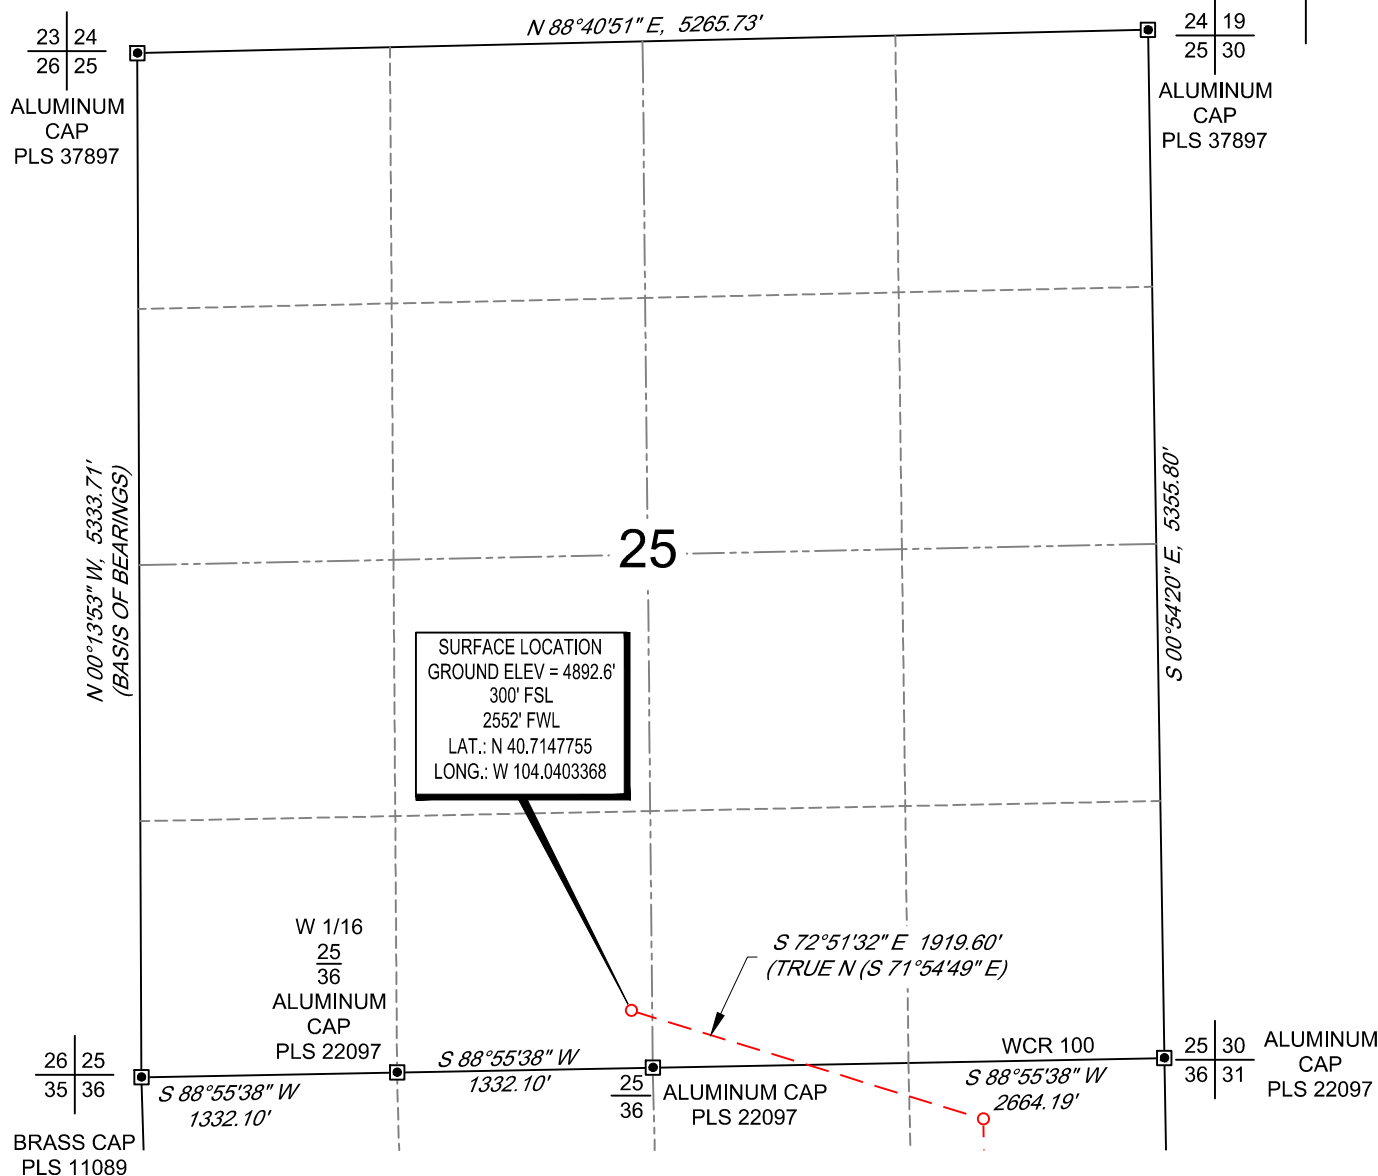 N 88°40'51" E, 5265.73'
23 24
26 25
ALUMINUM
CAP
PLS 37897
24 19
25 30
ALUMINUM
CAP
PLS 37897
N 00°13'53" W, 5333.71'
(BASIS OF BEARINGS)
25
S 00°54'20" E, 5355.80'
SURFACE LOCATION
GROUND ELEV = 4892.6'
300' FSL
2552' FWL
LAT.: N 40.7147755
LONG.: W 104.0403368
W 1/16
25
36
ALUMINUM
CAP
PLS 22097
S 72°51'32" E 1919.60'
(TRUE N (S 71°54'49" E)
26 25
35 36
BRASS CAP
PLS 11089
S 88°55'38" W
1332.10'
S 88°55'38" W
1332.10'
25
36
ALUMINUM CAP
PLS 22097
WCR 100
S 88°55'38" W
2664.19'
25 30
36 31
ALUMINUM
CAP
PLS 22097